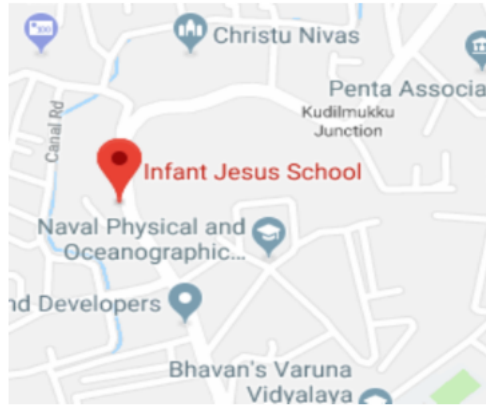 Christu Nivas
Penta Associa
Kudilmukku
Junction
Canal Rd
Infant Jesus School
Naval Physical and
Oceanographic...
nd Developers
Bhavan's Varuna
Vidyalaya